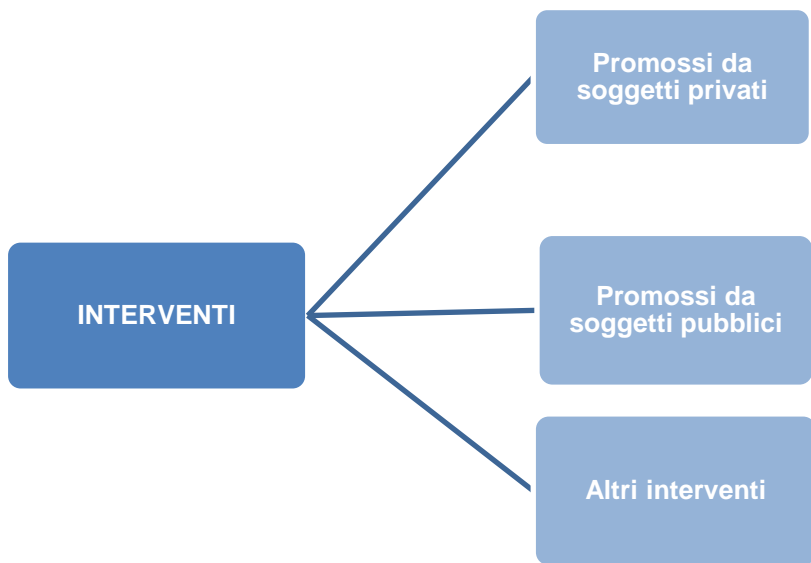 Promossi da
soggetti privati
INTERVENTI
Promossi da
soggetti pubblici
Altri interventi